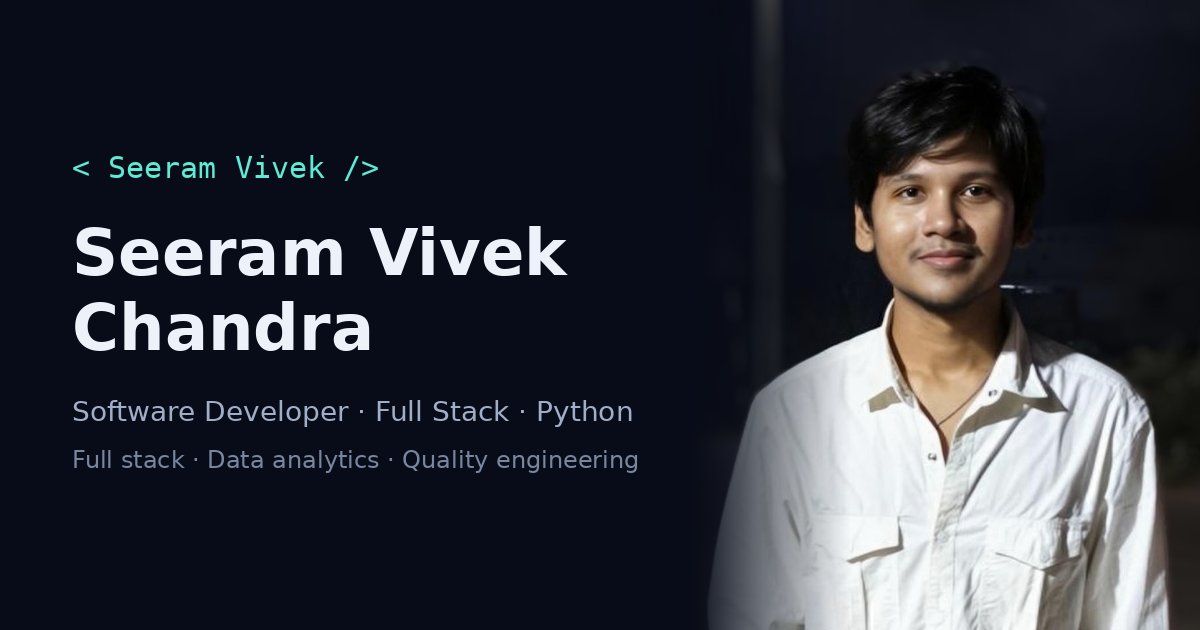 < Seeram Vivek />
Seeram Vivek
Chandra
Software Developer · Full Stack · Python
Full stack · Data analytics · Quality engineering